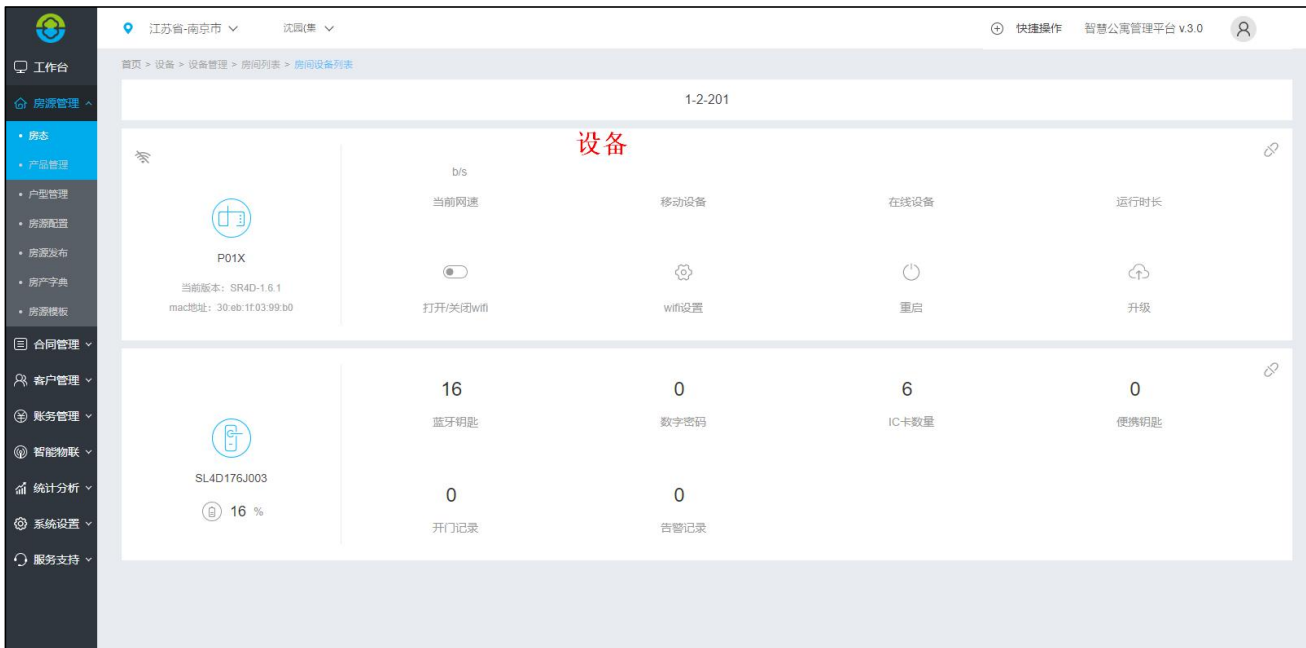 江苏省-南京市 沈园(集 快捷操作 智慧公寓管理平台 v.3.0
工作台
房源管理
房态
产品管理
户型管理
房源配置
房源发布
房产字典
房源模板
合同管理
客户管理
账务管理
智能物联
统计分析
系统设置
服务支持
首页 > 设备 > 设备管理 > 房间列表 > 房间设备列表
1-2-201
设备
P01X
当前版本：SR4D-1.6.1
mac地址：30:eb:1f:03:99:b0
b/s
当前网速 移动设备 在线设备 运行时长
打开/关闭wifi wifi设置 重启 升级
SL4D176J003
16 %
16 0 6 0
蓝牙钥匙 数字密码 IC卡数量 便携钥匙
0 0
开门记录 告警记录